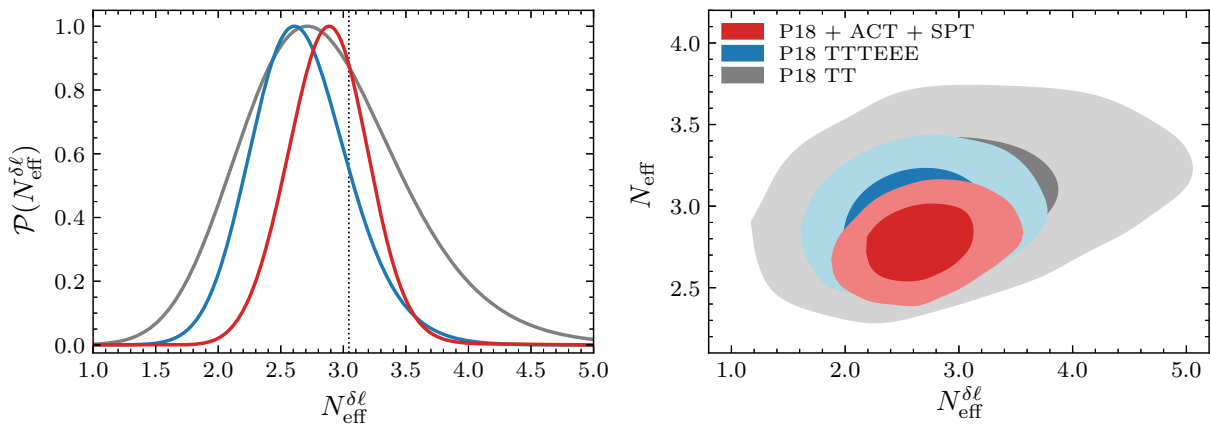 1.0
0.8
0.6
0.4
0.2
0.0
1.0 1.5 2.0 2.5 3.0 3.5 4.0 4.5 5.0
𝒫(N_eff^δℓ)
N_eff^δℓ
P18 + ACT + SPT
P18 TTTEEE
P18 TT
4.0
3.5
3.0
2.5
1.0 2.0 3.0 4.0 5.0
N_eff
N_eff^δℓ